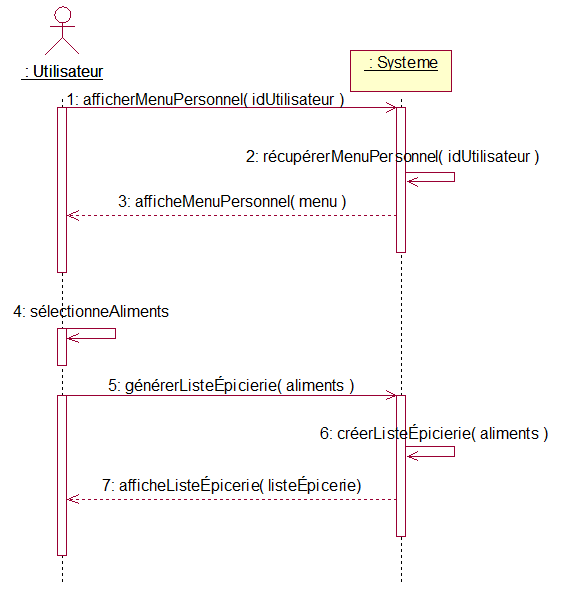 : Utilisateur
: Systeme
1: afficherMenuPersonnel( idUtilisateur )
2: récupérerMenuPersonnel( idUtilisateur )
3: afficheMenuPersonnel( menu )
4: sélectionneAliments
5: générerListeÉpicierie( aliments )
6: créerListeÉpicierie( aliments )
7: afficheListeÉpicerie( listeÉpicerie)